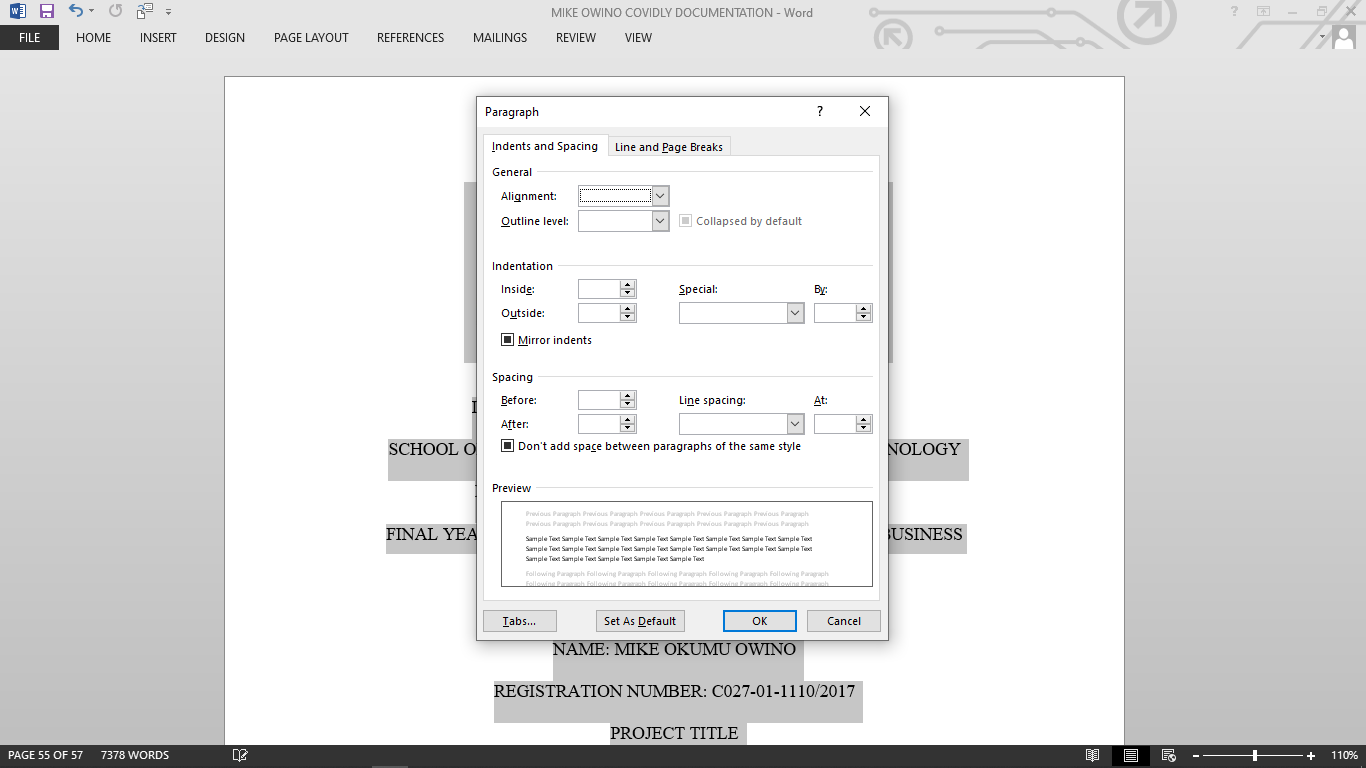 MIKE OWINO COVIDLY DOCUMENTATION - Word
?
FILE HOME INSERT DESIGN PAGE LAYOUT REFERENCES MAILINGS REVIEW VIEW
Paragraph ?
Indents and Spacing Line and Page Breaks
General
Alignment:
Outline level: Collapsed by default
Indentation
Inside: Special: By:
Outside:
Mirror indents
Spacing
Before: Line spacing: At:
After:
Don't add space between paragraphs of the same style
SCHOOL O NOLOGY
Preview
Previous Paragraph Previous Paragraph Previous Paragraph Previous Paragraph Previous Paragraph
Previous Paragraph Previous Paragraph Previous Paragraph Previous Paragraph Previous Paragraph
FINAL YEA BUSINESS
Sample Text Sample Text Sample Text Sample Text Sample Text Sample Text Sample Text Sample Text
Sample Text Sample Text Sample Text Sample Text Sample Text Sample Text Sample Text Sample Text
Sample Text Sample Text Sample Text Sample Text Sample Text
Following Paragraph Following Paragraph Following Paragraph Following Paragraph Following Paragraph
Following Paragraph Following Paragraph Following Paragraph Following Paragraph Following Paragraph
Tabs... Set As Default OK Cancel
NAME: MIKE OKUMU OWINO
REGISTRATION NUMBER: C027-01-1110/2017
PROJECT TITLE
PAGE 55 OF 57 7378 WORDS 110%